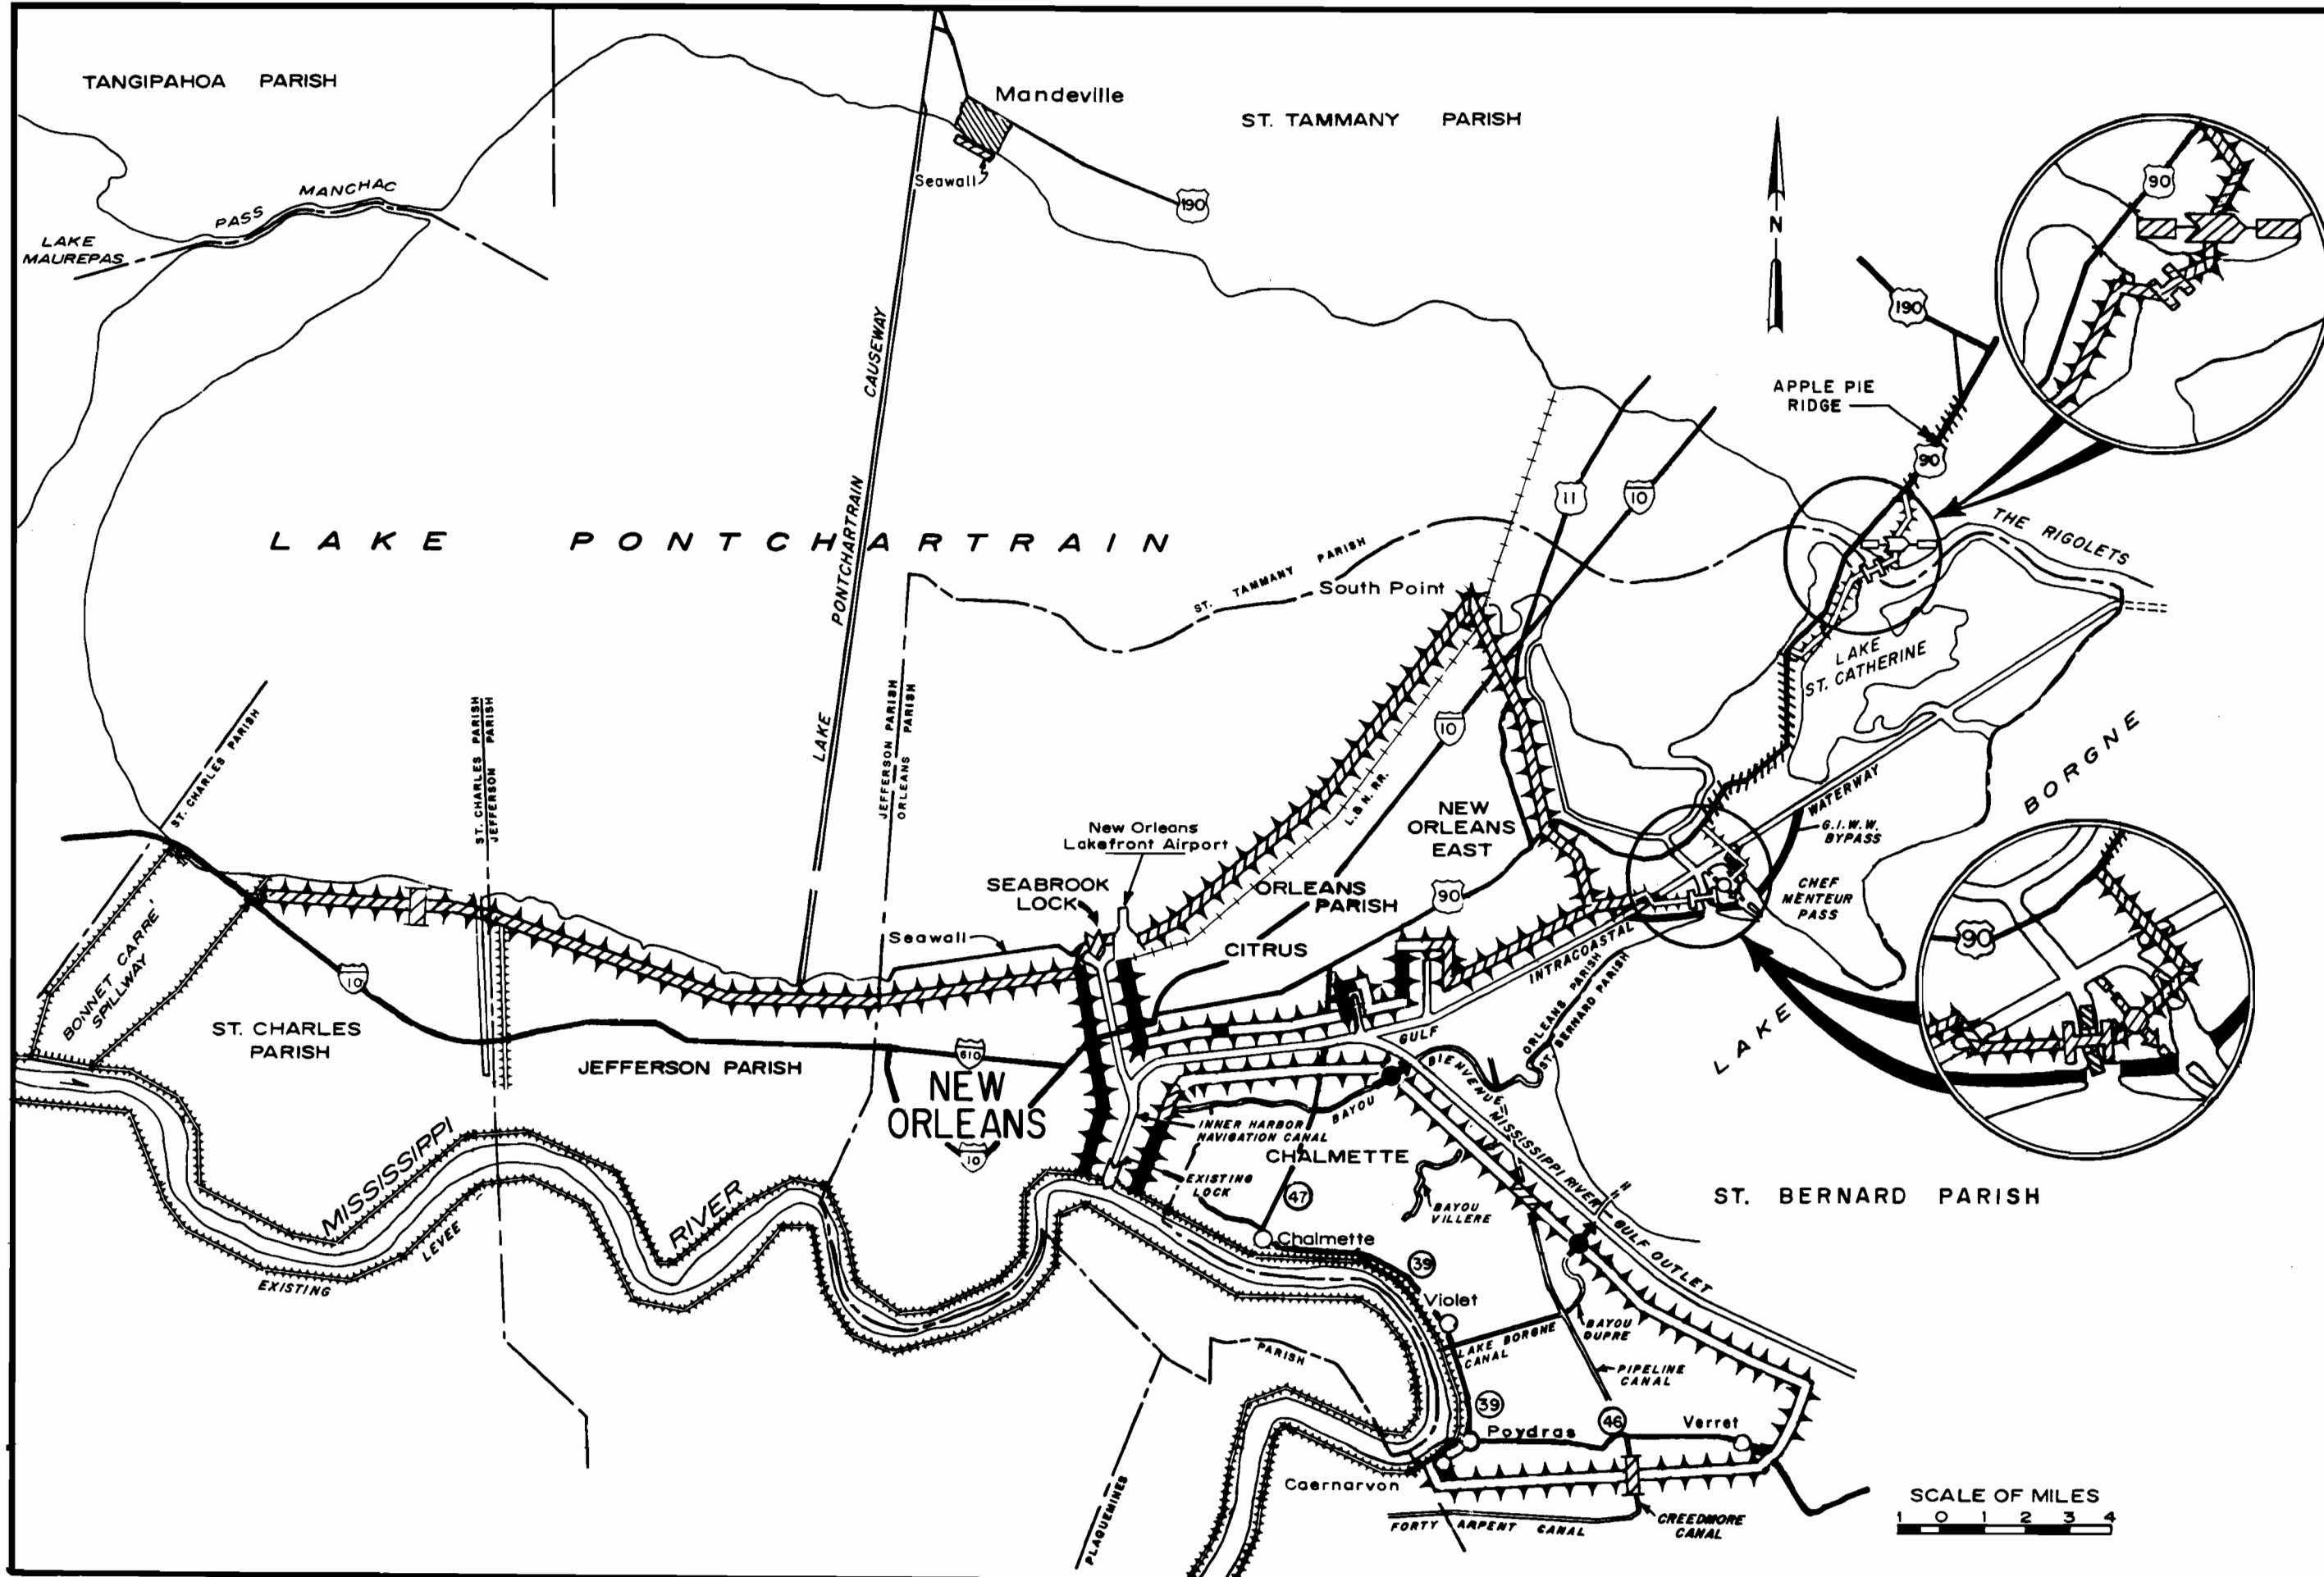 TANGIPAHOA PARISH
Mandeville
ST. TAMMANY PARISH
Seawall
190
PASS MANCHAC
LAKE
MAUREPAS
N
90
190
APPLE PIE
RIDGE
90
LAKE PONTCHARTRAIN CAUSEWAY
11
10
THE RIGOLETS
LAKE PONTCHARTRAIN
ST. TAMMANY PARISH
South Point
LAKE
ST. CATHERINE
ST. CHARLES PARISH
ST. CHARLES PARISH
JEFFERSON PARISH
JEFFERSON PARISH
ORLEANS PARISH
10
L. & N. RR.
NEW
ORLEANS
EAST
WATERWAY
G.I.W.W.
BYPASS
LAKE BORGNE
New Orleans
Lakefront Airport
SEABROOK
LOCK
ORLEANS
PARISH
90
CHEF
MENTEUR
PASS
Seawall
CITRUS
90
BONNET CARRE'
SPILLWAY
10
GULF INTRACOASTAL
ORLEANS PARISH
ST. BERNARD PARISH
ST. CHARLES
PARISH
JEFFERSON PARISH
610
NEW
ORLEANS
10
BAYOU BIENVENUE
INNER HARBOR
NAVIGATION CANAL
CHALMETTE
EXISTING
LOCK
47
BAYOU
VILLERE
MISSISSIPPI RIVER - GULF OUTLET
ST. BERNARD PARISH
MISSISSIPPI RIVER
EXISTING LEVEE
Chalmette
39
Violet
LAKE BORGNE
CANAL
BAYOU
DUPRE
PIPELINE
CANAL
PLAQUEMINES PARISH
39
46
Poydras
Verret
Caernarvon
FORTY ARPENT CANAL
CREEDMORE
CANAL
SCALE OF MILES
1 0 1 2 3 4